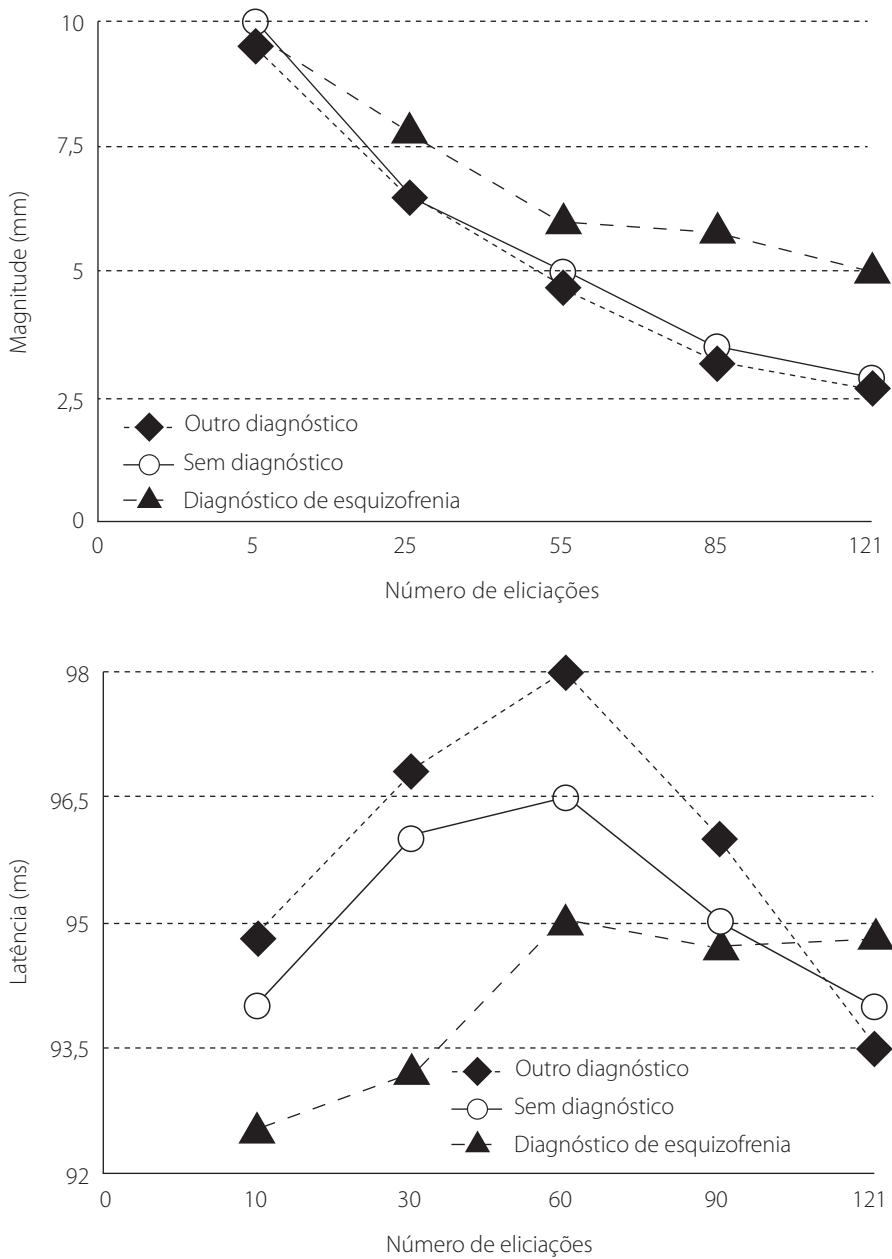 10
7,5
5
2,5
0
Magnitude (mm)
Outro diagnóstico
Sem diagnóstico
Diagnóstico de esquizofrenia
0 5 25 55 85 121
Número de eliciações
98
96,5
95
93,5
92
Latência (ms)
Outro diagnóstico
Sem diagnóstico
Diagnóstico de esquizofrenia
0 10 30 60 90 121
Número de eliciações